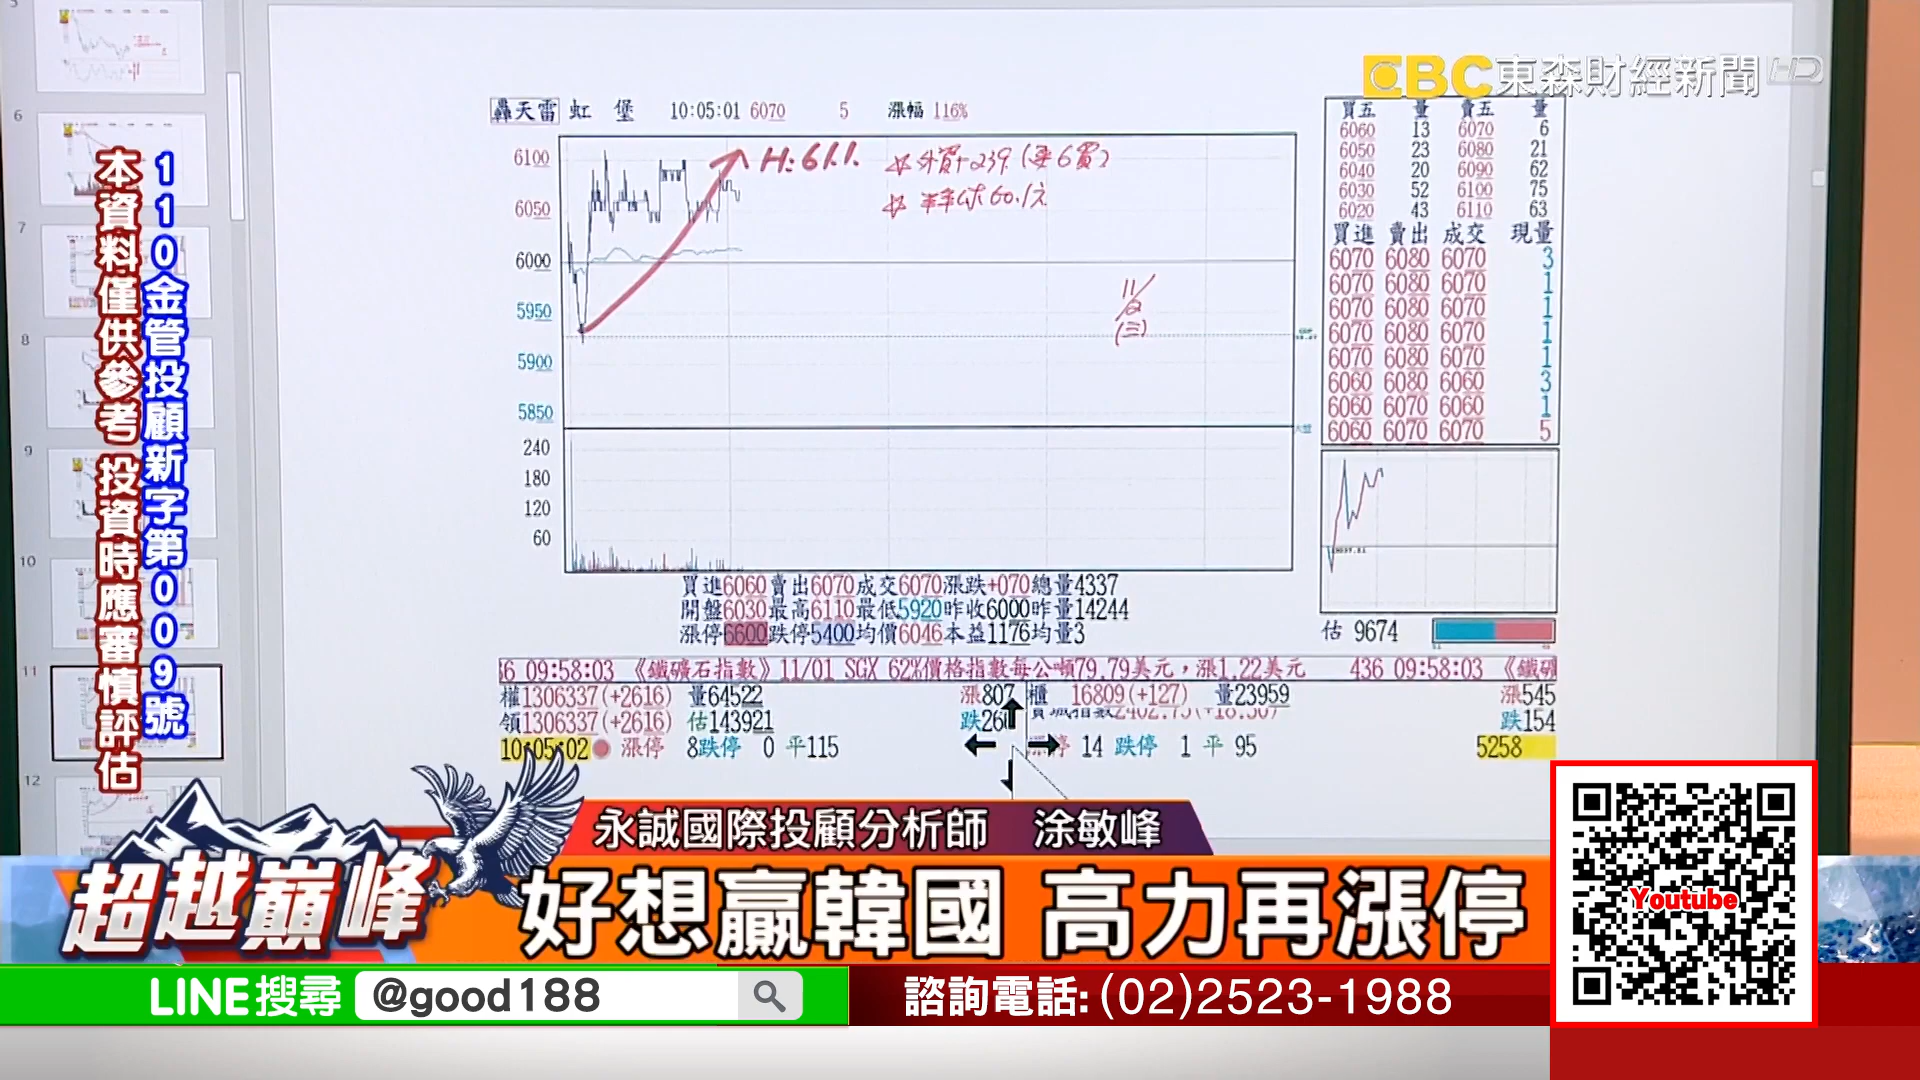 EBC 東森財經新聞 HD
110金管投顧新字第009號
本資料僅供參考 投資時應審慎評估
5
6
7
8
9
10
11
12
轟天雷 虹 堡 10:05:01 6070 5 漲幅 116%
6100
6050
6000
5950
5900
5850
240
180
120
60
H:61.1.
外買+239
60.1元
11/2
(三)
買五 量 賣五 量
6060 13 6070 6
6050 23 6080 21
6040 20 6090 62
6030 52 6100 75
6020 43 6110 63
買進 賣出 成交 現量
6070 6080 6070 3
6070 6080 6070 1
6070 6080 6070 1
6070 6080 6070 1
6070 6080 6070 1
6060 6080 6060 3
6060 6070 6060 1
6060 6070 6070 5
估 9674
買進6060賣出6070成交6070漲跌+070總量4337
開盤6030最高6110最低5920昨收6000昨量14244
漲停6600跌停5400均價6046本益1176均量3
36 09:58:03 《鐵礦石指數》11/01 SGX 62%價格指數每公噸79.79美元，漲1.22美元 436 09:58:03 《鐵礦
權1306337(+2616) 量64522 漲807 櫃 16809(+127) 量23959 漲545
領1306337(+2616) 估143921 跌260 跌154
10:05:02 漲停 8跌停 0 平115 漲停 14 跌停 1 平 95 5258
永誠國際投顧分析師 涂敏峰
超越巔峰
好想贏韓國 高力再漲停
Youtube
LINE搜尋 @good188
諮詢電話:(02)2523-1988